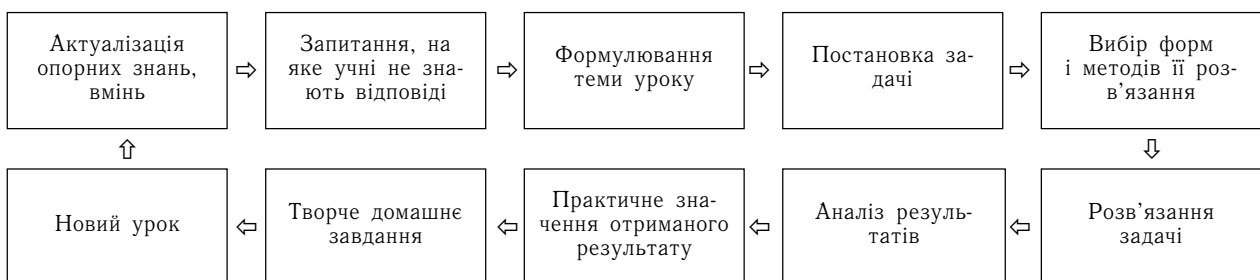 Актуалізація
опорних знань,
вмінь
Запитання, на
яке учні не зна-
ють відповіді
Формулювання
теми уроку
Постановка за-
дачі
Вибір форм
і методів її роз-
в'язання
Новий урок
Творче домашнє
завдання
Практичне зна-
чення отриманого
результату
Аналіз резуль-
татів
Розв'язання
задачі